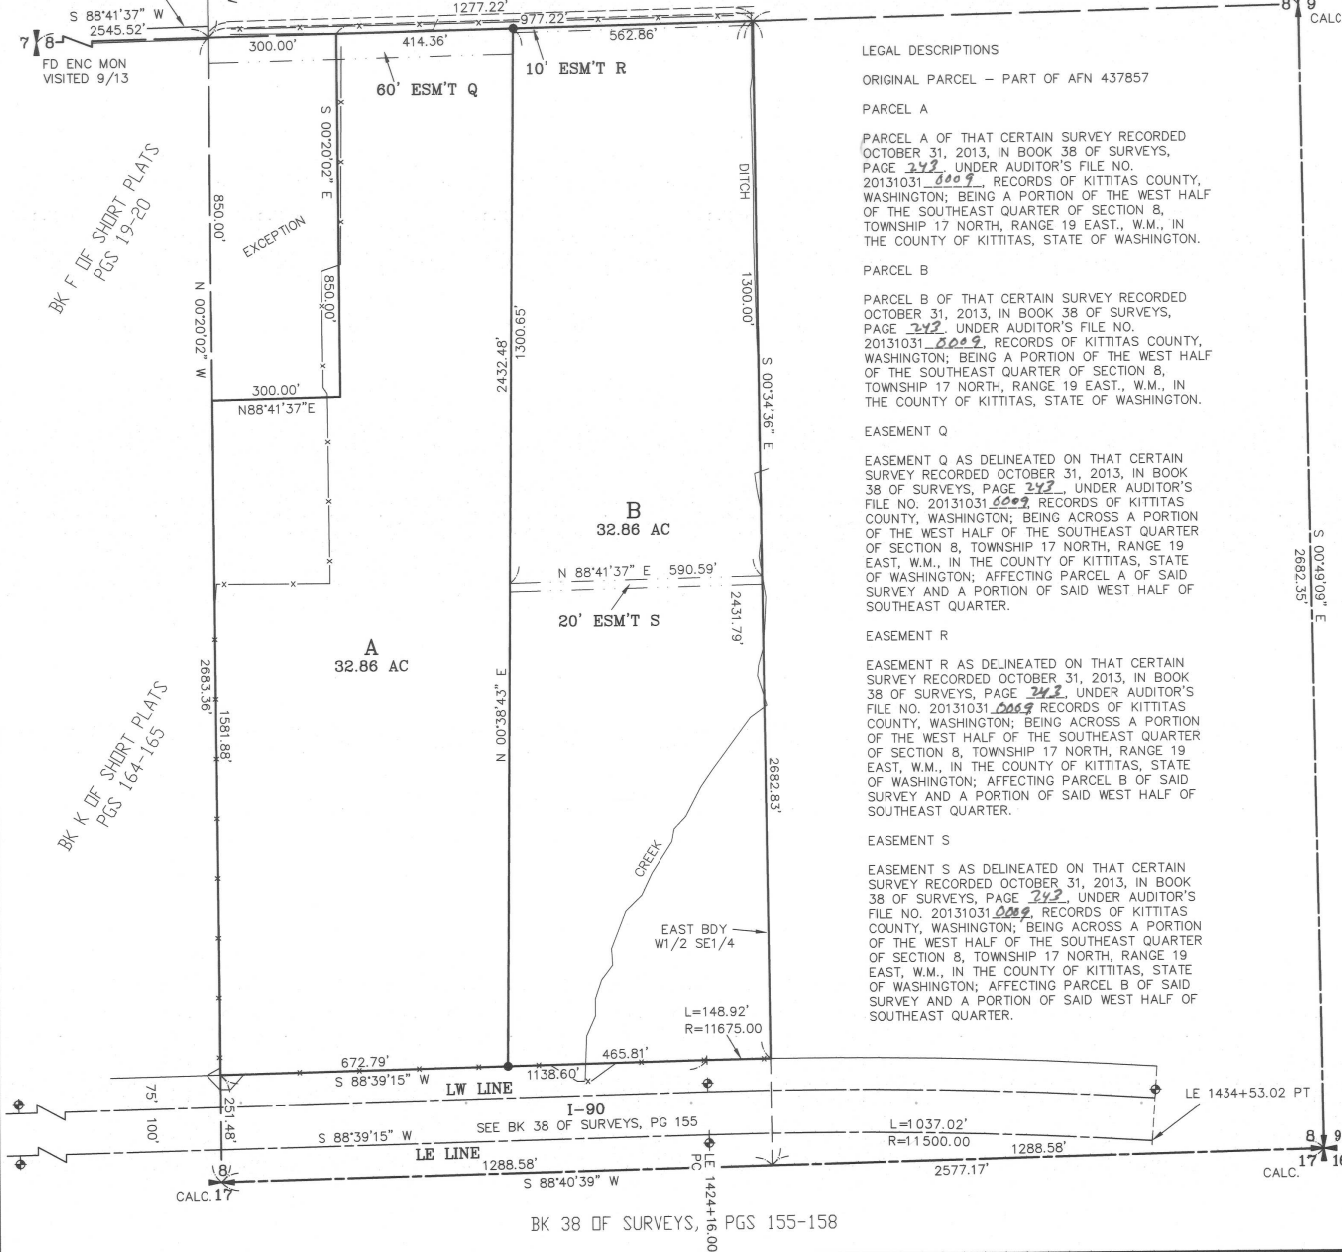 S 88°41'37" W
2545.52'
1277.22'
977.22'
8 9
CALC.
7 8
FD ENC MON
VISITED 9/13
300.00'
414.36'
562.86'
60' ESM'T Q
10' ESM'T R
S 00°20'02" E
850.00'
EXCEPTION
850.00'
N 00°20'02" W
300.00'
N88°41'37"E
BK F OF SHORT PLATS
PGS 19-20
2432.48'
1300.65'
DITCH
1300.00'
S 00°34'36" E
B
32.86 AC
N 88°41'37" E 590.59'
20' ESM'T S
2431.79'
A
32.86 AC
2683.36'
1581.88'
N 00°38'43" E
BK K OF SHORT PLATS
PGS 164-165
2682.83'
CREEK
EAST BDY
W1/2 SE1/4
L=148.92'
R=11675.00
672.79'
S 88°39'15" W
465.81'
1138.60'
LW LINE
75'
100'
251.48'
I-90
SEE BK 38 OF SURVEYS, PG 155
S 88°39'15" W
LE LINE
L=1037.02'
R=11500.00
LE 1434+53.02 PT
1288.58'
1288.58'
2577.17'
S 88°40'39" W
8
CALC. 17
PC
LE 1424+16.00
8 9
17 16
CALC.
S 00°49'09" E
2682.35'
BK 38 OF SURVEYS, PGS 155-158
LEGAL DESCRIPTIONS
ORIGINAL PARCEL – PART OF AFN 437857
PARCEL A
PARCEL A OF THAT CERTAIN SURVEY RECORDED
OCTOBER 31, 2013, IN BOOK 38 OF SURVEYS,
PAGE 243, UNDER AUDITOR'S FILE NO.
20131031 0009, RECORDS OF KITTITAS COUNTY,
WASHINGTON; BEING A PORTION OF THE WEST HALF
OF THE SOUTHEAST QUARTER OF SECTION 8,
TOWNSHIP 17 NORTH, RANGE 19 EAST., W.M., IN
THE COUNTY OF KITTITAS, STATE OF WASHINGTON.
PARCEL B
PARCEL B OF THAT CERTAIN SURVEY RECORDED
OCTOBER 31, 2013, IN BOOK 38 OF SURVEYS,
PAGE 243, UNDER AUDITOR'S FILE NO.
20131031 0009, RECORDS OF KITTITAS COUNTY,
WASHINGTON; BEING A PORTION OF THE WEST HALF
OF THE SOUTHEAST QUARTER OF SECTION 8,
TOWNSHIP 17 NORTH, RANGE 19 EAST., W.M., IN
THE COUNTY OF KITTITAS, STATE OF WASHINGTON.
EASEMENT Q
EASEMENT Q AS DELINEATED ON THAT CERTAIN
SURVEY RECORDED OCTOBER 31, 2013, IN BOOK
38 OF SURVEYS, PAGE 243, UNDER AUDITOR'S
FILE NO. 20131031 0009, RECORDS OF KITTITAS
COUNTY, WASHINGTON; BEING ACROSS A PORTION
OF THE WEST HALF OF THE SOUTHEAST QUARTER
OF SECTION 8, TOWNSHIP 17 NORTH, RANGE 19
EAST, W.M., IN THE COUNTY OF KITTITAS, STATE
OF WASHINGTON; AFFECTING PARCEL A OF SAID
SURVEY AND A PORTION OF SAID WEST HALF OF
SOUTHEAST QUARTER.
EASEMENT R
EASEMENT R AS DELINEATED ON THAT CERTAIN
SURVEY RECORDED OCTOBER 31, 2013, IN BOOK
38 OF SURVEYS, PAGE 243, UNDER AUDITOR'S
FILE NO. 20131031 0009 RECORDS OF KITTITAS
COUNTY, WASHINGTON; BEING ACROSS A PORTION
OF THE WEST HALF OF THE SOUTHEAST QUARTER
OF SECTION 8, TOWNSHIP 17 NORTH, RANGE 19
EAST, W.M., IN THE COUNTY OF KITTITAS, STATE
OF WASHINGTON; AFFECTING PARCEL B OF SAID
SURVEY AND A PORTION OF SAID WEST HALF OF
SOUTHEAST QUARTER.
EASEMENT S
EASEMENT S AS DELINEATED ON THAT CERTAIN
SURVEY RECORDED OCTOBER 31, 2013, IN BOOK
38 OF SURVEYS, PAGE 243, UNDER AUDITOR'S
FILE NO. 20131031 0009, RECORDS OF KITTITAS
COUNTY, WASHINGTON; BEING ACROSS A PORTION
OF THE WEST HALF OF THE SOUTHEAST QUARTER
OF SECTION 8, TOWNSHIP 17 NORTH, RANGE 19
EAST, W.M., IN THE COUNTY OF KITTITAS, STATE
OF WASHINGTON; AFFECTING PARCEL B OF SAID
SURVEY AND A PORTION OF SAID WEST HALF OF
SOUTHEAST QUARTER.